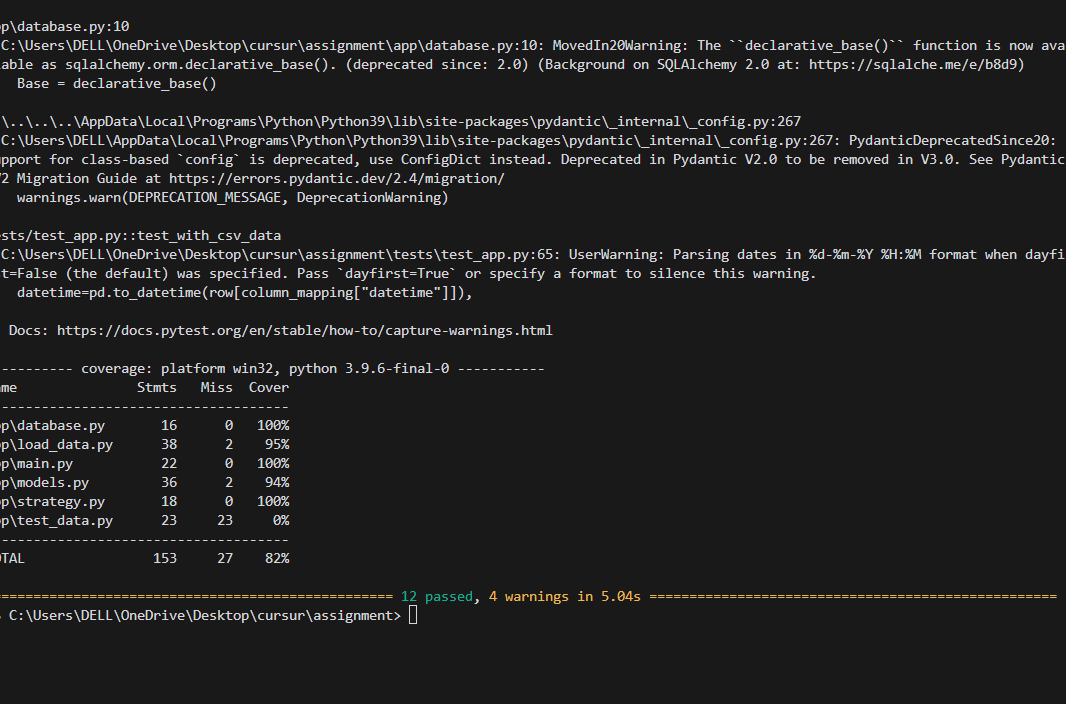 p\database.py:10
C:\Users\DELL\OneDrive\Desktop\cursur\assignment\app\database.py:10: MovedIn20Warning: The ``declarative_base()`` function is now ava
able as sqlalchemy.orm.declarative_base(). (deprecated since: 2.0) (Background on SQLAlchemy 2.0 at: https://sqlalche.me/e/b8d9)
Base = declarative_base()
\..\..\..\AppData\Local\Programs\Python\Python39\lib\site-packages\pydantic\_internal\_config.py:267
C:\Users\DELL\AppData\Local\Programs\Python\Python39\lib\site-packages\pydantic\_internal\_config.py:267: PydanticDeprecatedSince20:
pport for class-based `config` is deprecated, use ConfigDict instead. Deprecated in Pydantic V2.0 to be removed in V3.0. See Pydantic
2 Migration Guide at https://errors.pydantic.dev/2.4/migration/
warnings.warn(DEPRECATION_MESSAGE, DeprecationWarning)
sts/test_app.py::test_with_csv_data
C:\Users\DELL\OneDrive\Desktop\cursur\assignment\tests\test_app.py:65: UserWarning: Parsing dates in %d-%m-%Y %H:%M format when dayfi
t=False (the default) was specified. Pass `dayfirst=True` or specify a format to silence this warning.
datetime=pd.to_datetime(row[column_mapping["datetime"]]),
Docs: https://docs.pytest.org/en/stable/how-to/capture-warnings.html
--------- coverage: platform win32, python 3.9.6-final-0 -----------
me Stmts Miss Cover
------------------------------------
p\database.py 16 0 100%
p\load_data.py 38 2 95%
p\main.py 22 0 100%
p\models.py 36 2 94%
p\strategy.py 18 0 100%
p\test_data.py 23 23 0%
------------------------------------
TAL 153 27 82%
================================================= 12 passed, 4 warnings in 5.04s ===================================================
C:\Users\DELL\OneDrive\Desktop\cursur\assignment>